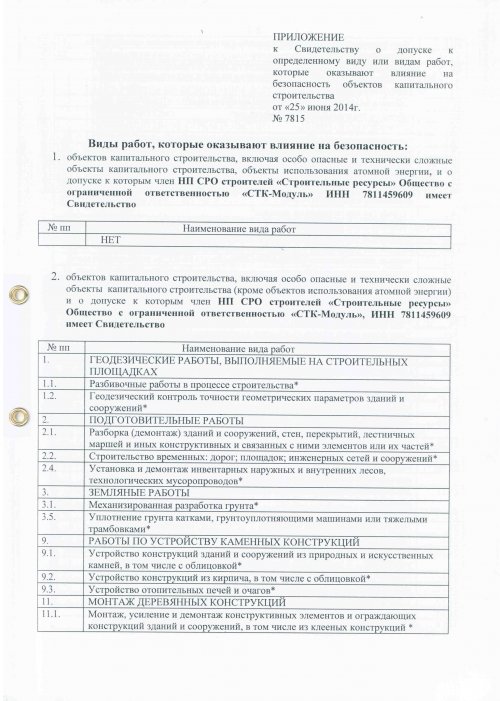 ПРИЛОЖЕНИЕ
к Свидетельству о допуске к
определенному виду или видам работ,
которые оказывают влияние на
безопасность объектов капитального
строительства
от «25» июня 2014г.
№ 7815
Виды работ, которые оказывают влияние на безопасность:
1. объектов капитального строительства, включая особо опасные и технически сложные
объекты капитального строительства, объекты использования атомной энергии, и о
допуске к которым член НП СРО строителей «Строительные ресурсы» Общество с
ограниченной ответственностью «СТК-Модуль» ИНН 7811459609 имеет
Свидетельство
№ пп Наименование вида работ
НЕТ
2. объектов капитального строительства, включая особо опасные и технически сложные
объекты капитального строительства (кроме объектов использования атомной энергии)
и о допуске к которым член НП СРО строителей «Строительные ресурсы»
Общество с ограниченной ответственностью «СТК-Модуль», ИНН 7811459609
имеет Свидетельство
№ пп Наименование вида работ
1. ГЕОДЕЗИЧЕСКИЕ РАБОТЫ, ВЫПОЛНЯЕМЫЕ НА СТРОИТЕЛЬНЫХ
ПЛОЩАДКАХ
1.1. Разбивочные работы в процессе строительства*
1.2. Геодезический контроль точности геометрических параметров зданий и
сооружений*
2. ПОДГОТОВИТЕЛЬНЫЕ РАБОТЫ
2.1. Разборка (демонтаж) зданий и сооружений, стен, перекрытий, лестничных
маршей и иных конструктивных и связанных с ними элементов или их частей*
2.2. Строительство временных: дорог; площадок; инженерных сетей и сооружений*
2.4. Установка и демонтаж инвентарных наружных и внутренних лесов,
технологических мусоропроводов*
3. ЗЕМЛЯНЫЕ РАБОТЫ
3.1. Механизированная разработка грунта*
3.5. Уплотнение грунта катками, грунтоуплотняющими машинами или тяжелыми
трамбовками*
9. РАБОТЫ ПО УСТРОЙСТВУ КАМЕННЫХ КОНСТРУКЦИЙ
9.1. Устройство конструкций зданий и сооружений из природных и искусственных
камней, в том числе с облицовкой*
9.2. Устройство конструкций из кирпича, в том числе с облицовкой*
9.3. Устройство отопительных печей и очагов*
11. МОНТАЖ ДЕРЕВЯННЫХ КОНСТРУКЦИЙ
11.1. Монтаж, усиление и демонтаж конструктивных элементов и ограждающих
конструкций зданий и сооружений, в том числе из клееных конструкций *